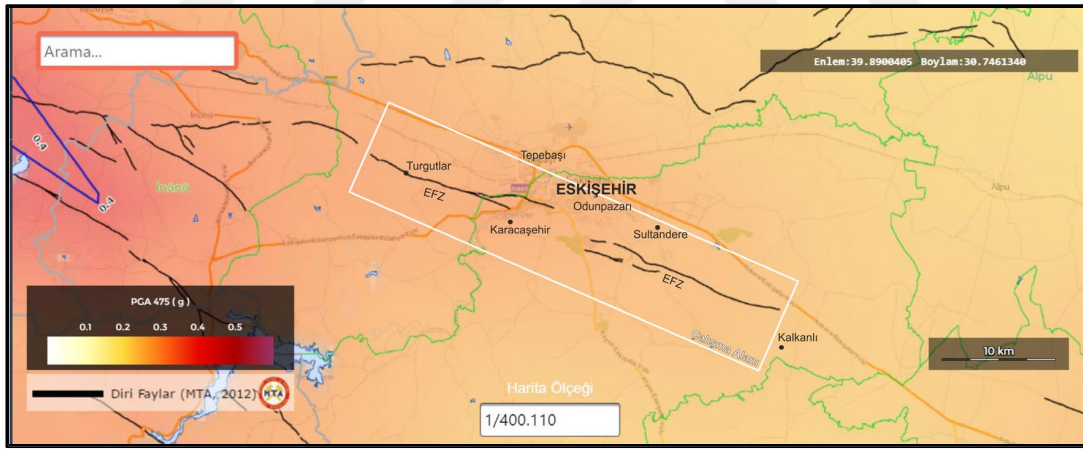 Arama...
Enlem:39.8900405 Boylam:30.7461340
Alpu
İnönü
0.4
0.4
İnönü
Turgutlar
Tepebaşı
EFZ
ESKİŞEHİR
Odunpazarı
Karacaşehir
Sultandere
Alpu
EFZ
Çalışma Alanı
Kalkanlı
PGA 475 ( g )
0.1 0.2 0.3 0.4 0.5
Diri Faylar (MTA, 2012)
MTA
Harita Ölçeği
1/400.110
10 km